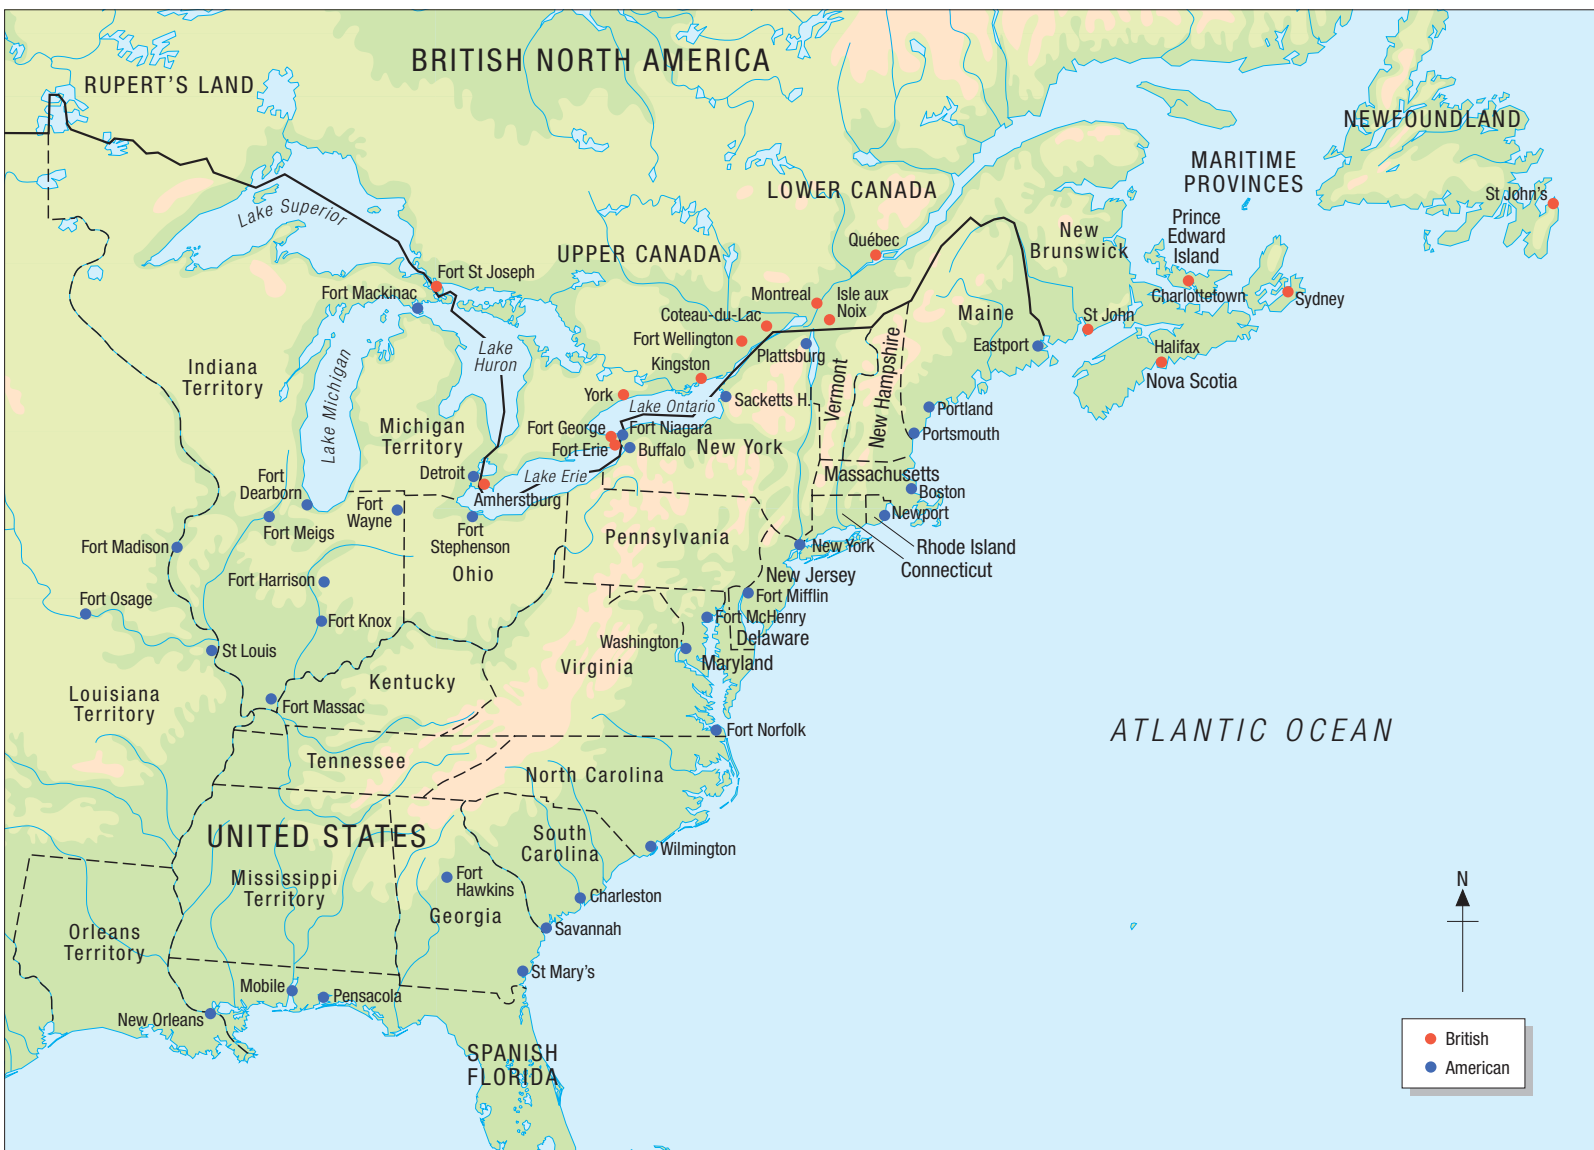 BRITISH NORTH AMERICA
RUPERT'S LAND
NEWFOUNDLAND
MARITIME
PROVINCES
LOWER CANADA
St John's
Lake Superior
Prince
Edward
Island
New
Brunswick
Québec
UPPER CANADA
Fort St Joseph
Fort Mackinac
Montreal
Isle aux
Noix
Charlottetown
Sydney
Coteau-du-Lac
Maine
St John
Fort Wellington
Plattsburg
Eastport
Halifax
Nova Scotia
Lake
Huron
Indiana
Territory
Lake Michigan
Kingston
York
Lake Ontario
Sacketts H.
Vermont
New Hampshire
Portland
Portsmouth
Michigan
Territory
Fort George
Fort Niagara
Fort Erie
Buffalo
New York
Detroit
Lake Erie
Massachusetts
Boston
Fort
Dearborn
Amherstburg
Fort
Wayne
Fort Meigs
Fort
Stephenson
Newport
Pennsylvania
New York
Rhode Island
Connecticut
Fort Madison
Ohio
New Jersey
Fort Harrison
Fort Mifflin
Fort Osage
Fort Knox
Fort McHenry
Delaware
Washington
Maryland
St Louis
Virginia
Kentucky
Louisiana
Territory
Fort Massac
Fort Norfolk
ATLANTIC OCEAN
Tennessee
North Carolina
UNITED STATES
South
Carolina
Wilmington
Mississippi
Territory
Fort
Hawkins
Charleston
Georgia
Savannah
Orleans
Territory
St Mary's
Mobile
Pensacola
New Orleans
SPANISH
FLORIDA
N
British
American